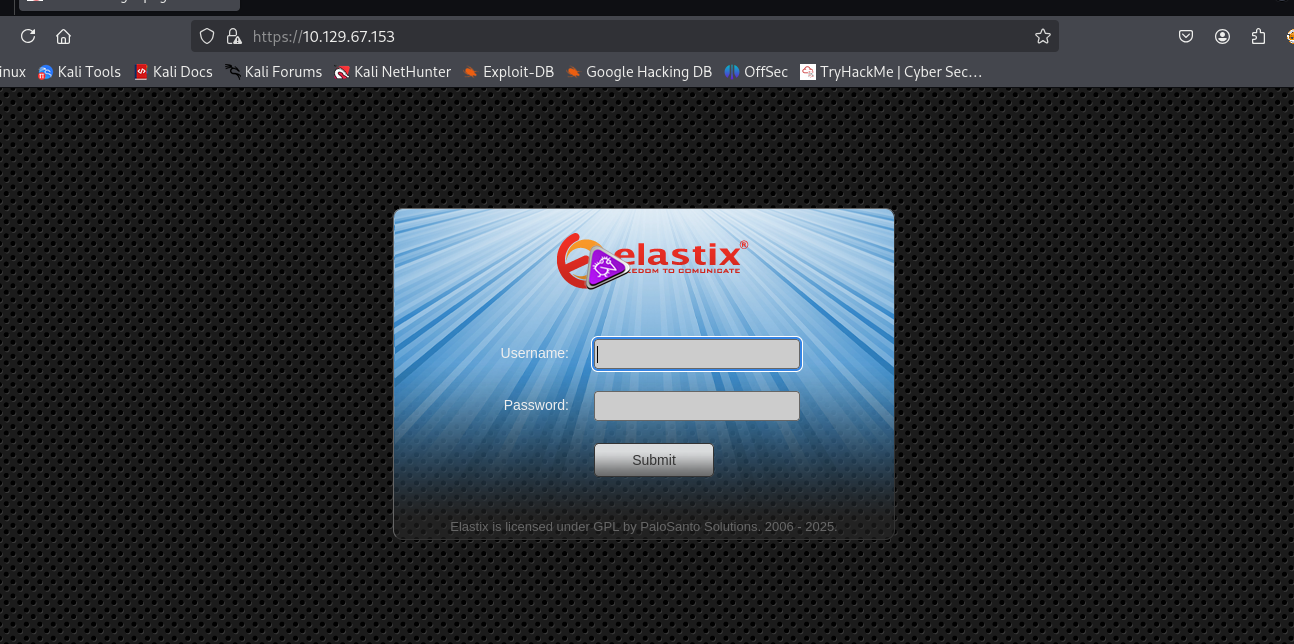 https://10.129.67.153
inux Kali Tools Kali Docs Kali Forums Kali NetHunter Exploit-DB Google Hacking DB OffSec TryHackMe | Cyber Sec…
elastix®
EDOM TO COMUNICATE
Username:
Password:
Submit
Elastix is licensed under GPL by PaloSanto Solutions. 2006 - 2025.